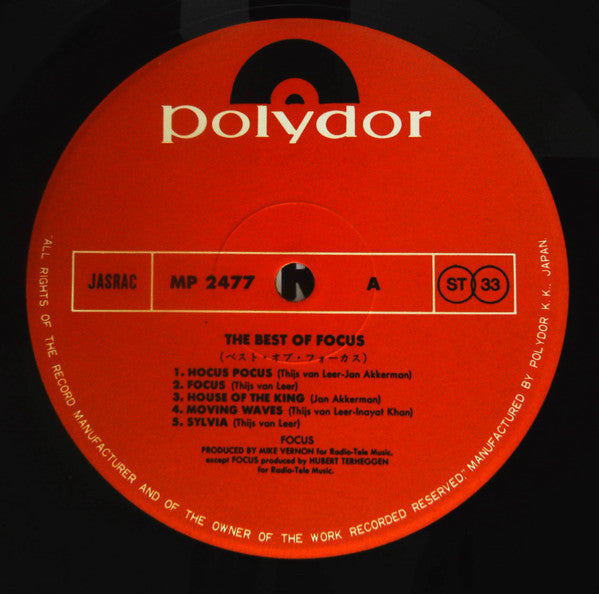 polydor
JASRAC MP 2477 A ST 33
THE BEST OF FOCUS
(ベスト・オブ・フォーカス)
1. HOCUS POCUS (Thijs van Leer-Jan Akkerman)
2. FOCUS (Thijs van Leer)
3. HOUSE OF THE KING (Jan Akkerman)
4. MOVING WAVES (Thijs van Leer-Inayat Khan)
5. SYLVIA (Thijs van Leer)
FOCUS
PRODUCED BY MIKE VERNON for Radio-Tele Music.
except FOCUS produced by HUBERT TERHEGGEN
for Radio-Tele Music.
"ALL RIGHTS OF THE RECORD MANUFACTURER AND OF THE OWNER OF THE WORK RECORDED RESERVED." MANUFACTURED BY POLYDOR K.K., JAPAN